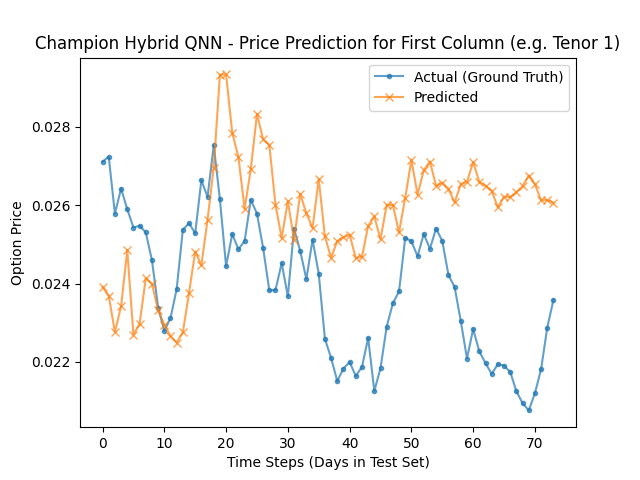 Champion Hybrid QNN - Price Prediction for First Column (e.g. Tenor 1)
Actual (Ground Truth)
Predicted
0.028
0.026
0.024
0.022
Option Price
0
10
20
30
40
50
60
70
Time Steps (Days in Test Set)